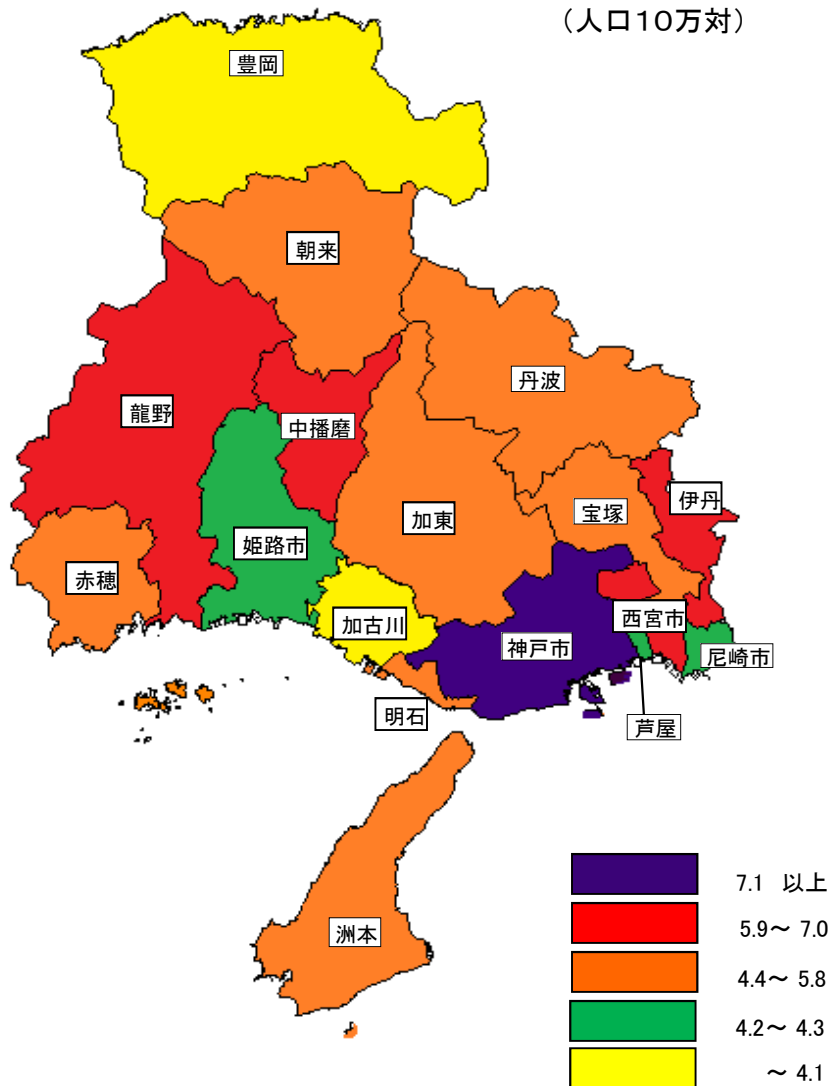 (人口10万対)
豊岡
朝来
丹波
龍野
中播磨
伊丹
加東
宝塚
姫路市
赤穂
加古川
西宮市
神戸市
尼崎市
明石
芦屋
洲本
7.1 以上
5.9~ 7.0
4.4~ 5.8
4.2~ 4.3
~ 4.1